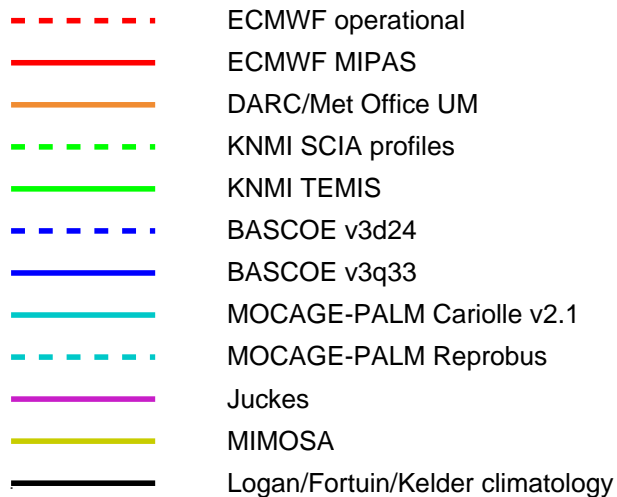 ECMWF operational
ECMWF MIPAS
DARC/Met Office UM
KNMI SCIA profiles
KNMI TEMIS
BASCOE v3d24
BASCOE v3q33
MOCAGE-PALM Cariolle v2.1
MOCAGE-PALM Reprobus
Juckes
MIMOSA
Logan/Fortuin/Kelder climatology